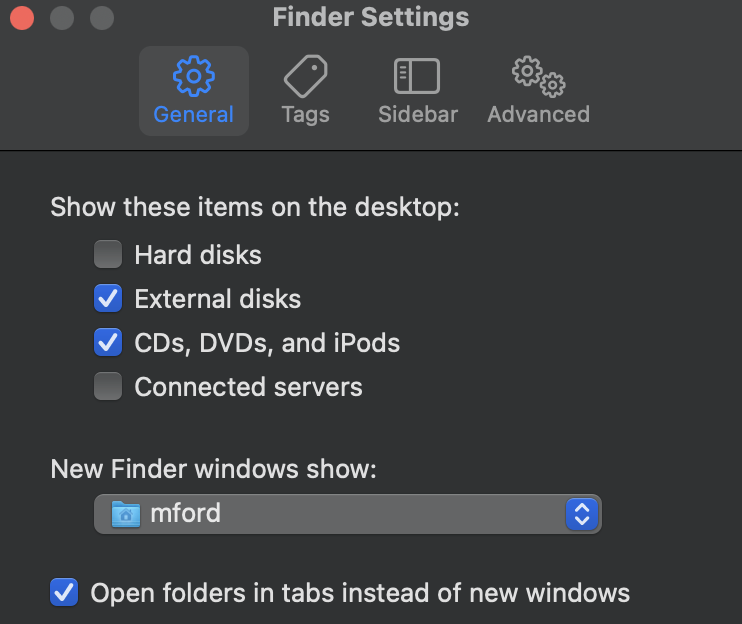 Finder Settings
General Tags Sidebar Advanced
Show these items on the desktop:
Hard disks
External disks
CDs, DVDs, and iPods
Connected servers
New Finder windows show:
mford
Open folders in tabs instead of new windows